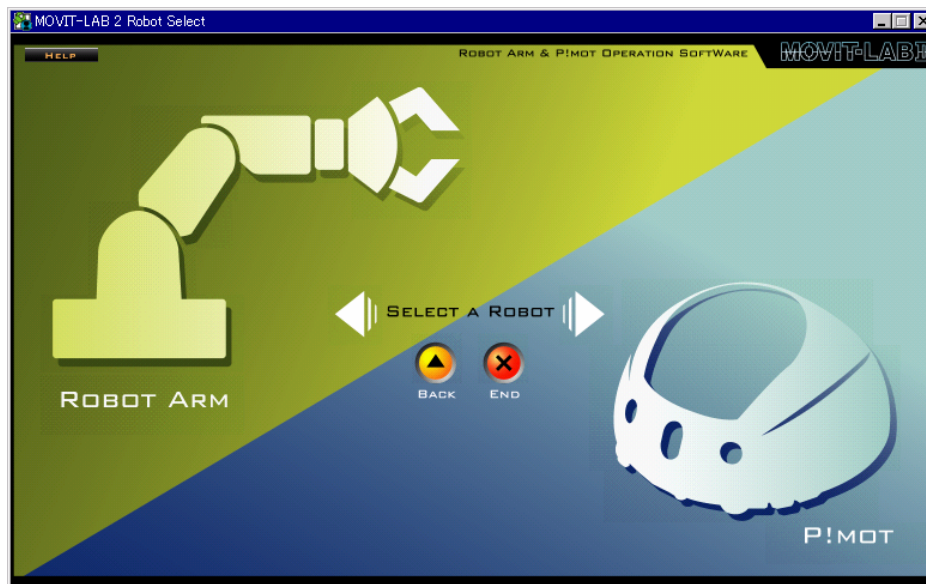 MOVIT-LAB 2 Robot Select
HELP
ROBOT ARM & P!MOT OPERATION SOFTWARE
MOVIT-LAB II
SELECT A ROBOT
BACK
END
ROBOT ARM
P!MOT